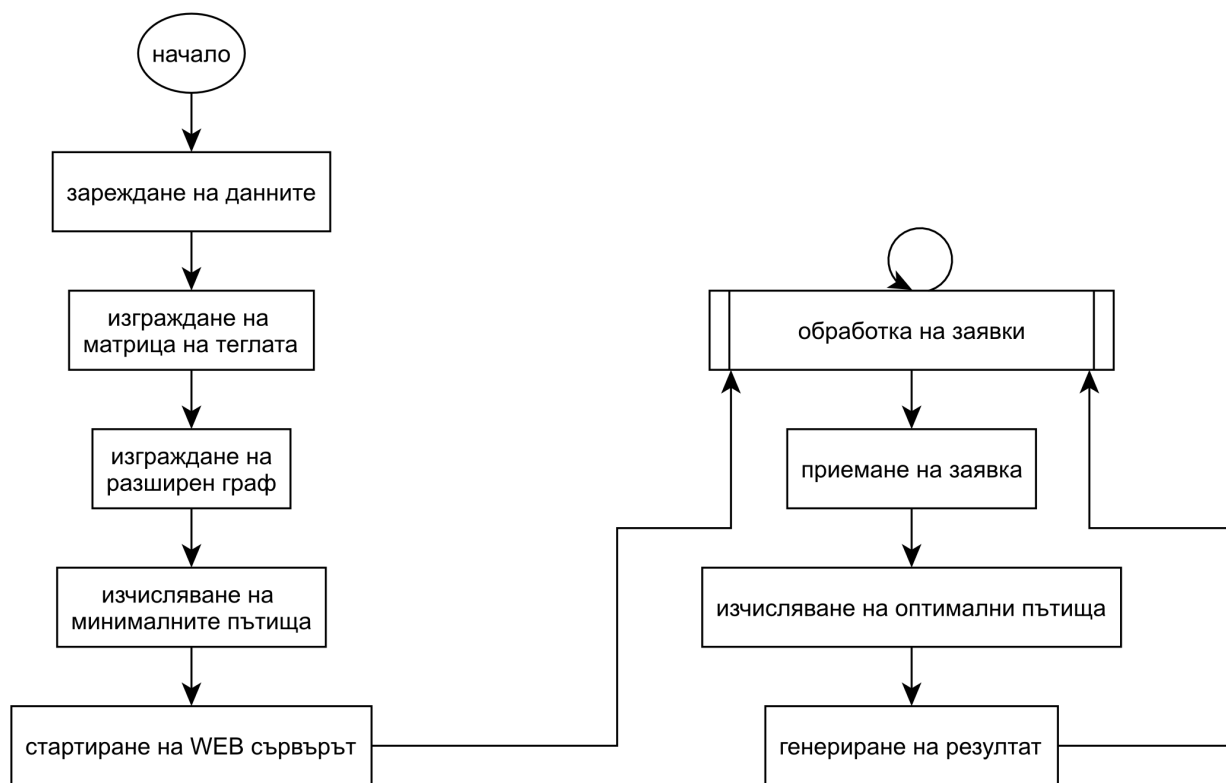 начало
зареждане на данните
изграждане на
матрица на теглата
изграждане на
разширен граф
изчисляване на
минималните пътища
стартиране на WEB сървърът
обработка на заявки
приемане на заявка
изчисляване на оптимални пътища
генериране на резултат